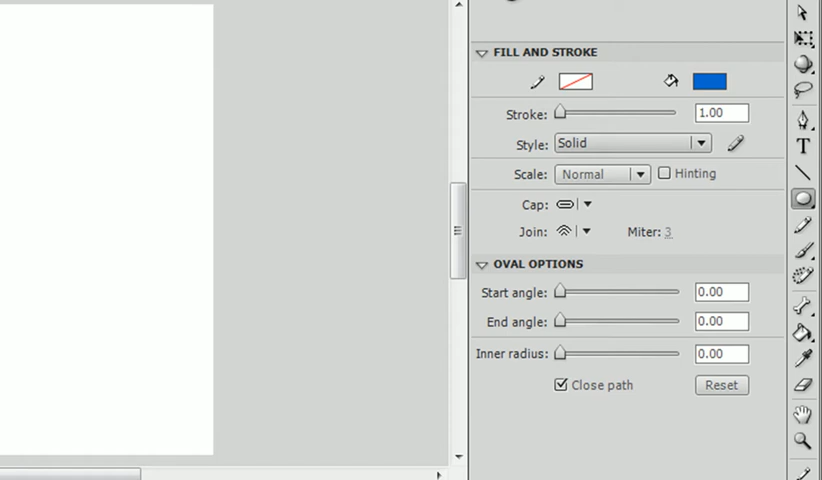 FILL AND STROKE
Stroke: 1.00
Style: Solid
Scale: Normal Hinting
Cap:
Join: Miter: 3
OVAL OPTIONS
Start angle: 0.00
End angle: 0.00
Inner radius: 0.00
Close path Reset